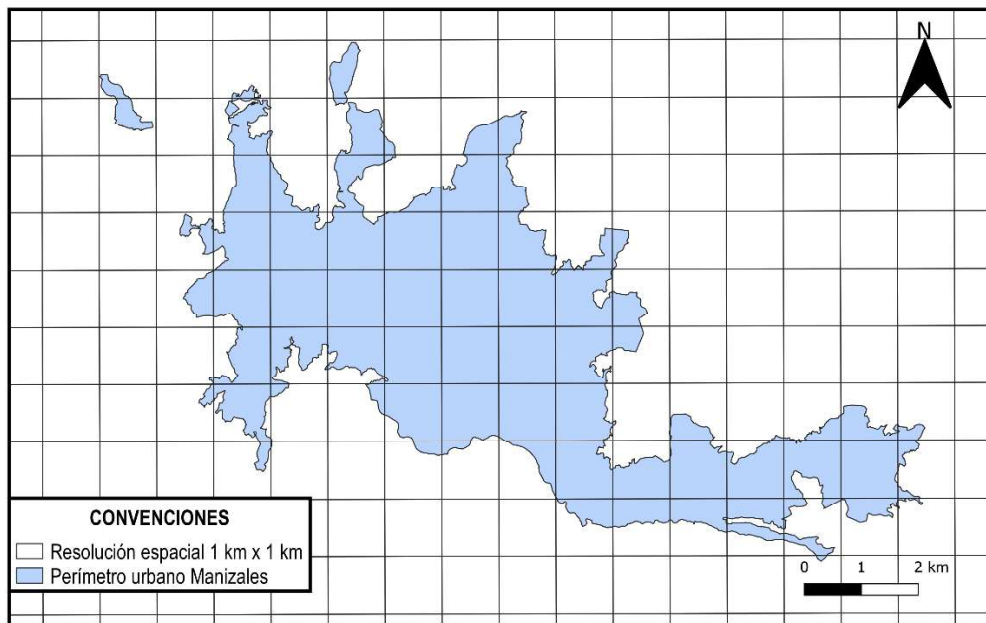 N
CONVENCIONES
Resolución espacial 1 km x 1 km
Perímetro urbano Manizales
0 1 2 km